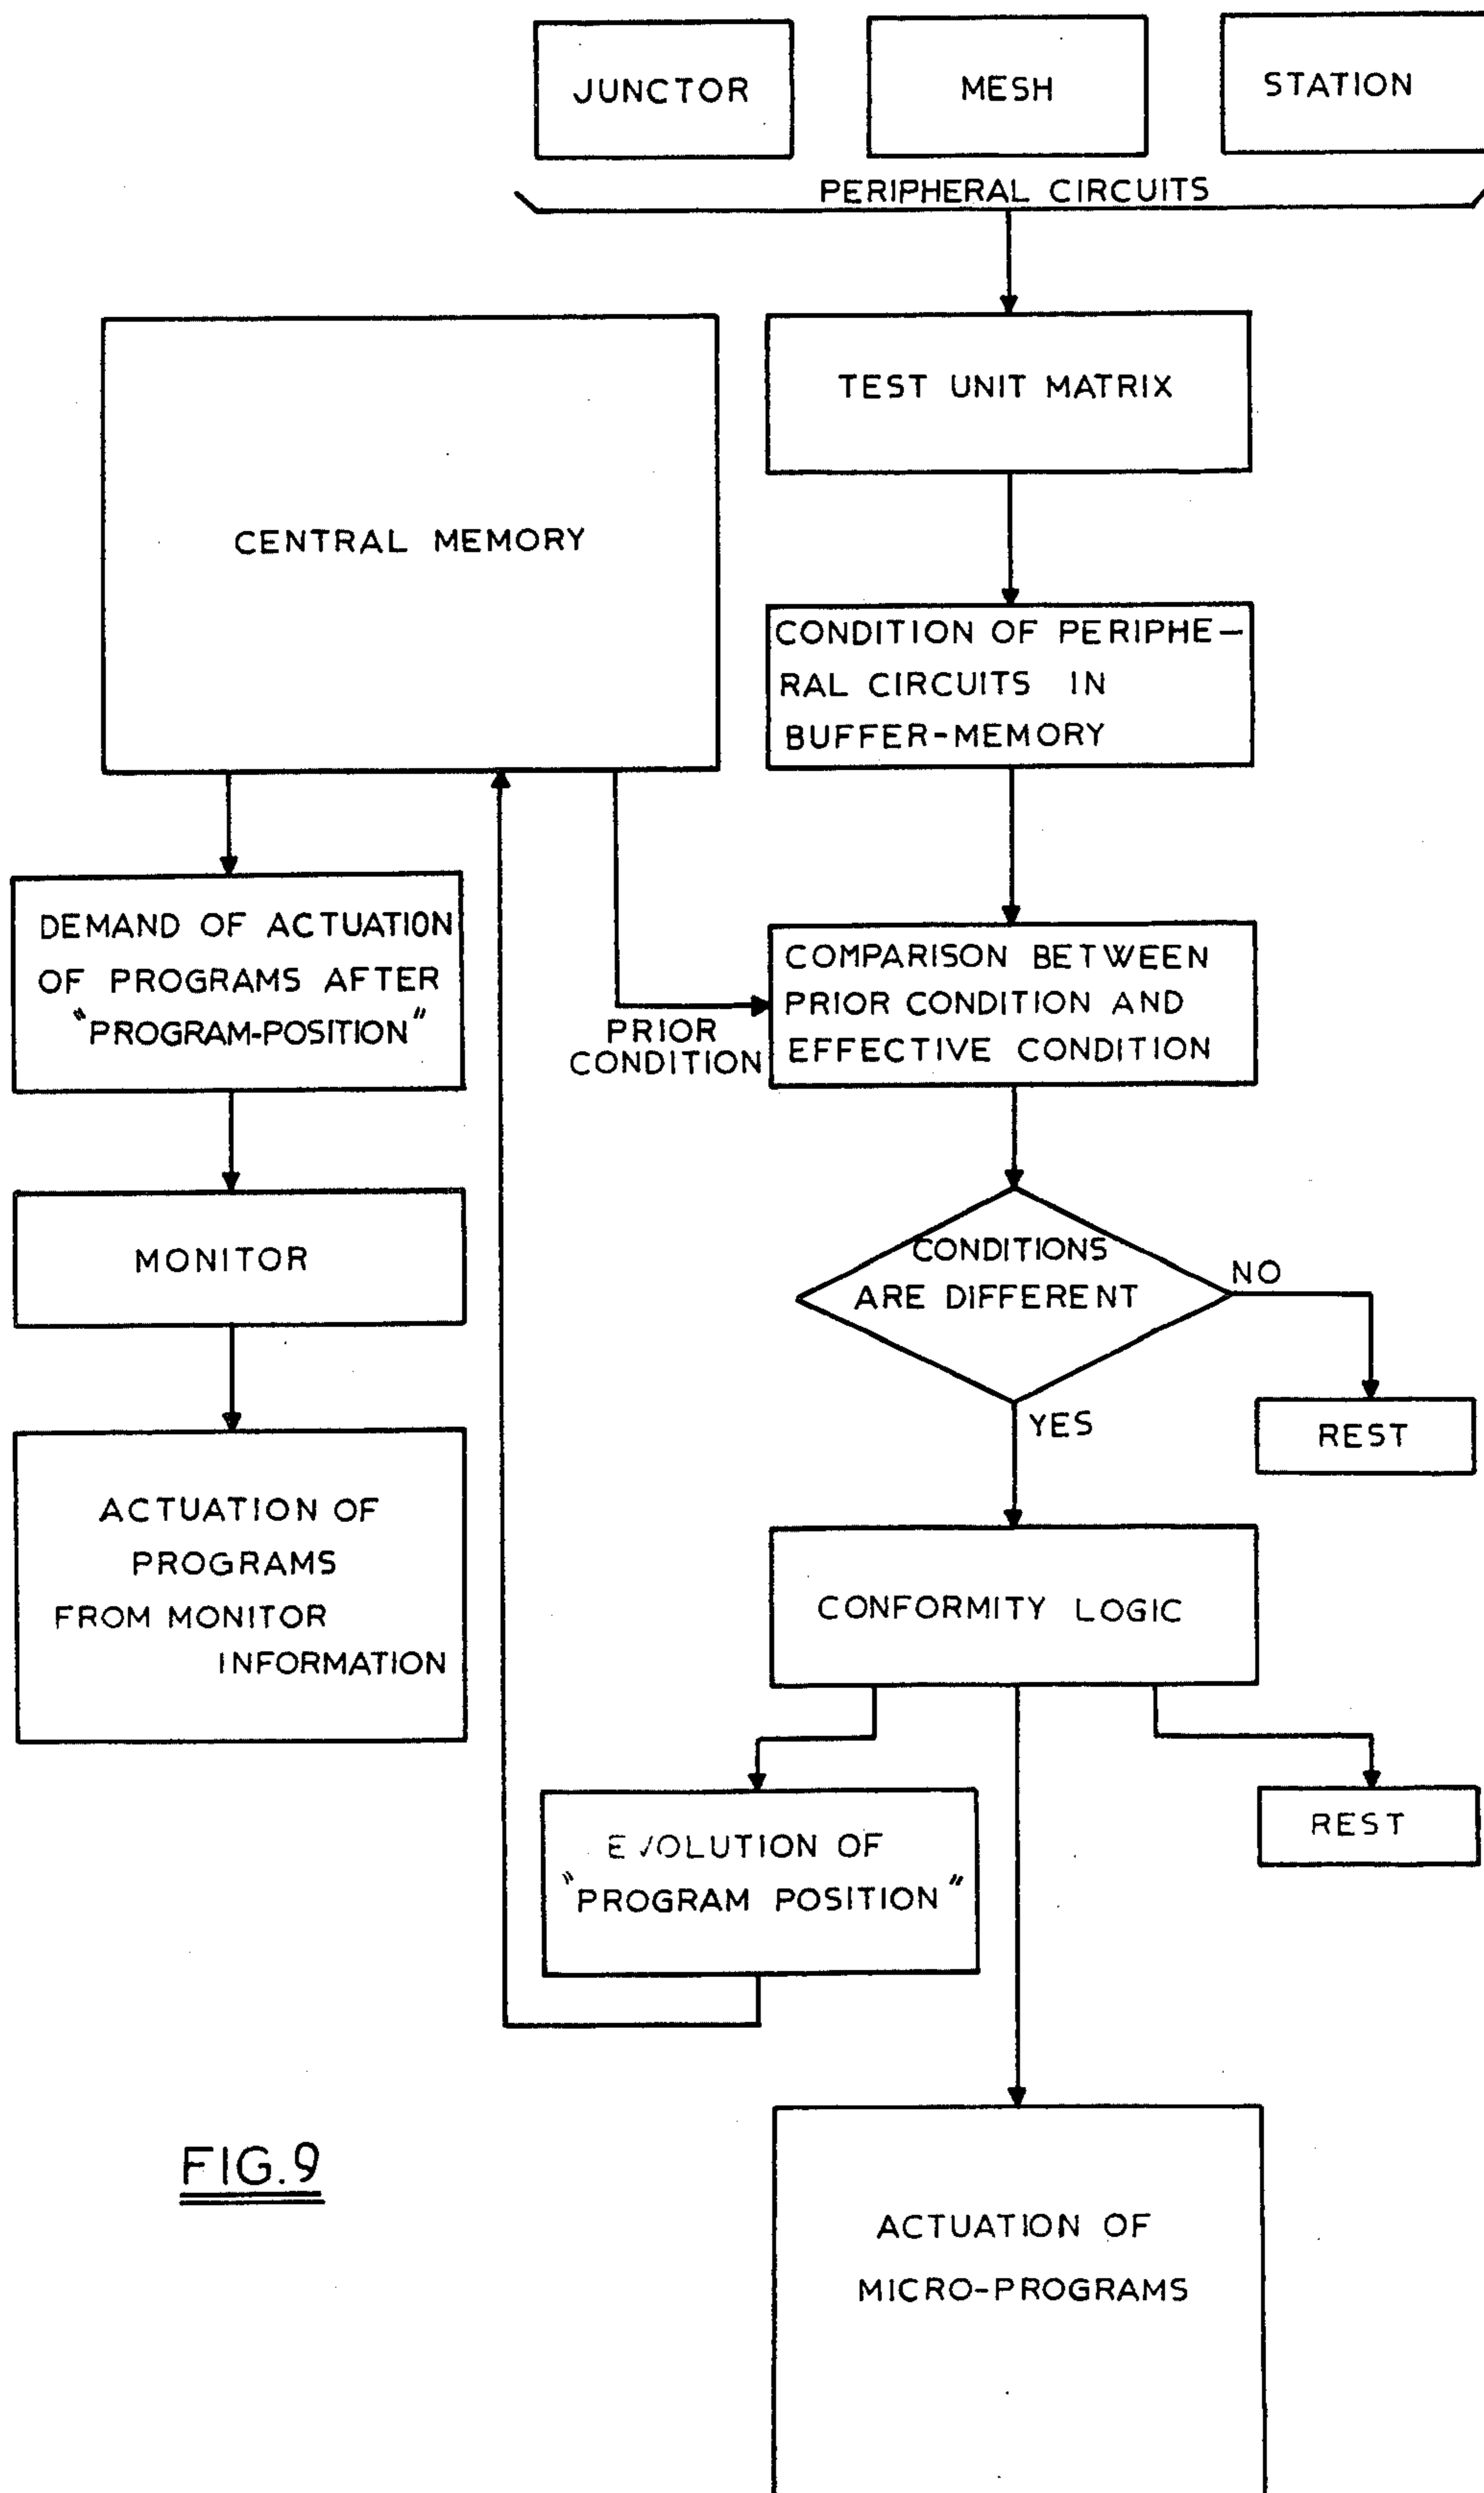 JUNCTOR
MESH
STATION
PERIPHERAL CIRCUITS
TEST UNIT MATRIX
CENTRAL MEMORY
CONDITION OF PERIPHE-
RAL CIRCUITS IN
BUFFER-MEMORY
DEMAND OF ACTUATION
OF PROGRAMS AFTER
"PROGRAM-POSITION"
PRIOR
CONDITION
COMPARISON BETWEEN
PRIOR CONDITION AND
EFFECTIVE CONDITION
MONITOR
CONDITIONS
ARE DIFFERENT
NO
YES
REST
ACTUATION OF
PROGRAMS
FROM MONITOR
INFORMATION
CONFORMITY LOGIC
EVOLUTION OF
"PROGRAM POSITION"
REST
FIG.9
ACTUATION OF
MICRO-PROGRAMS